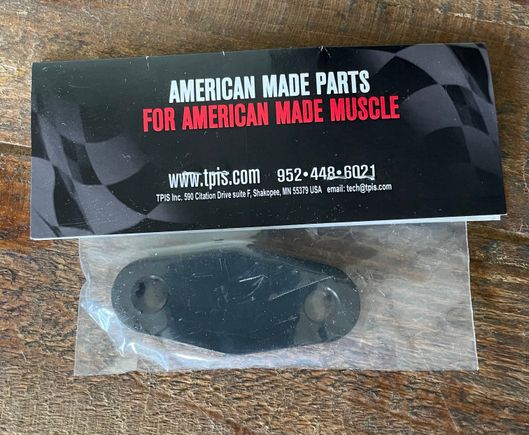 AMERICAN MADE PARTS
FOR AMERICAN MADE MUSCLE
www.tpis.com 952•448•6021
TPIS Inc. 590 Citation Drive suite F, Shakopee, MN 55379 USA email: tech@tpis.com